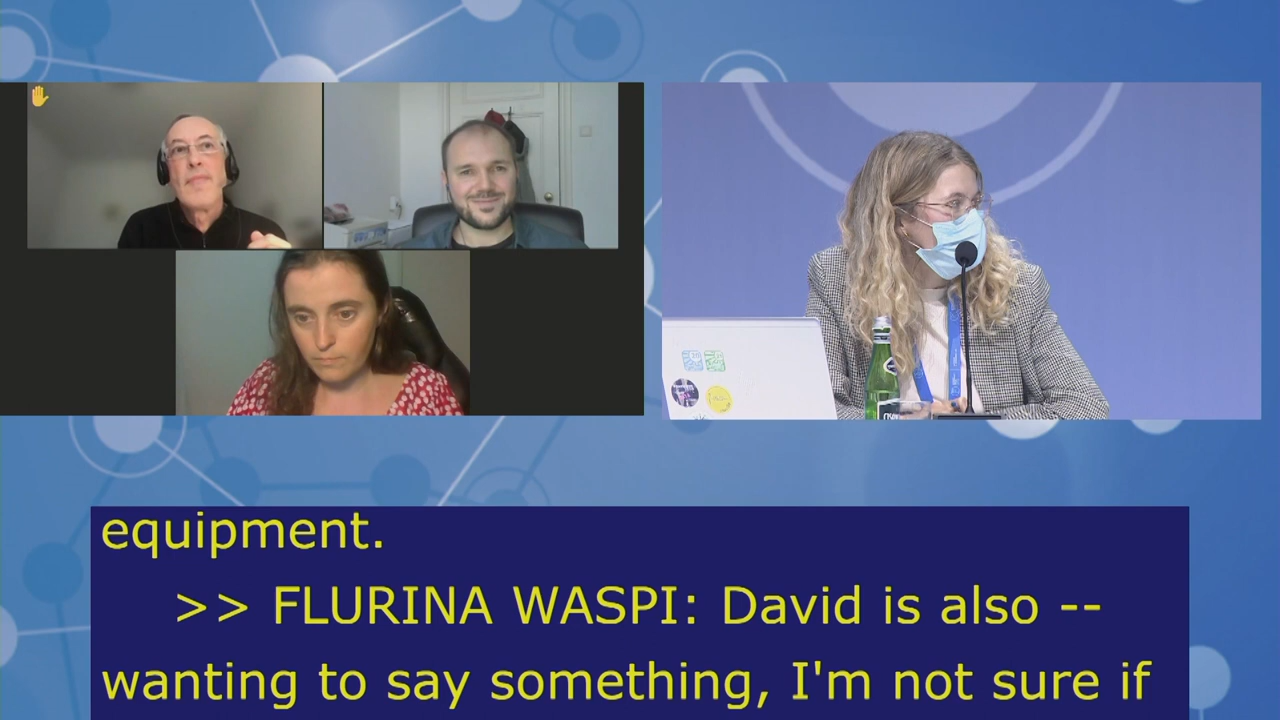 equipment.
>> FLURINA WASPI: David is also --
wanting to say something, I'm not sure if